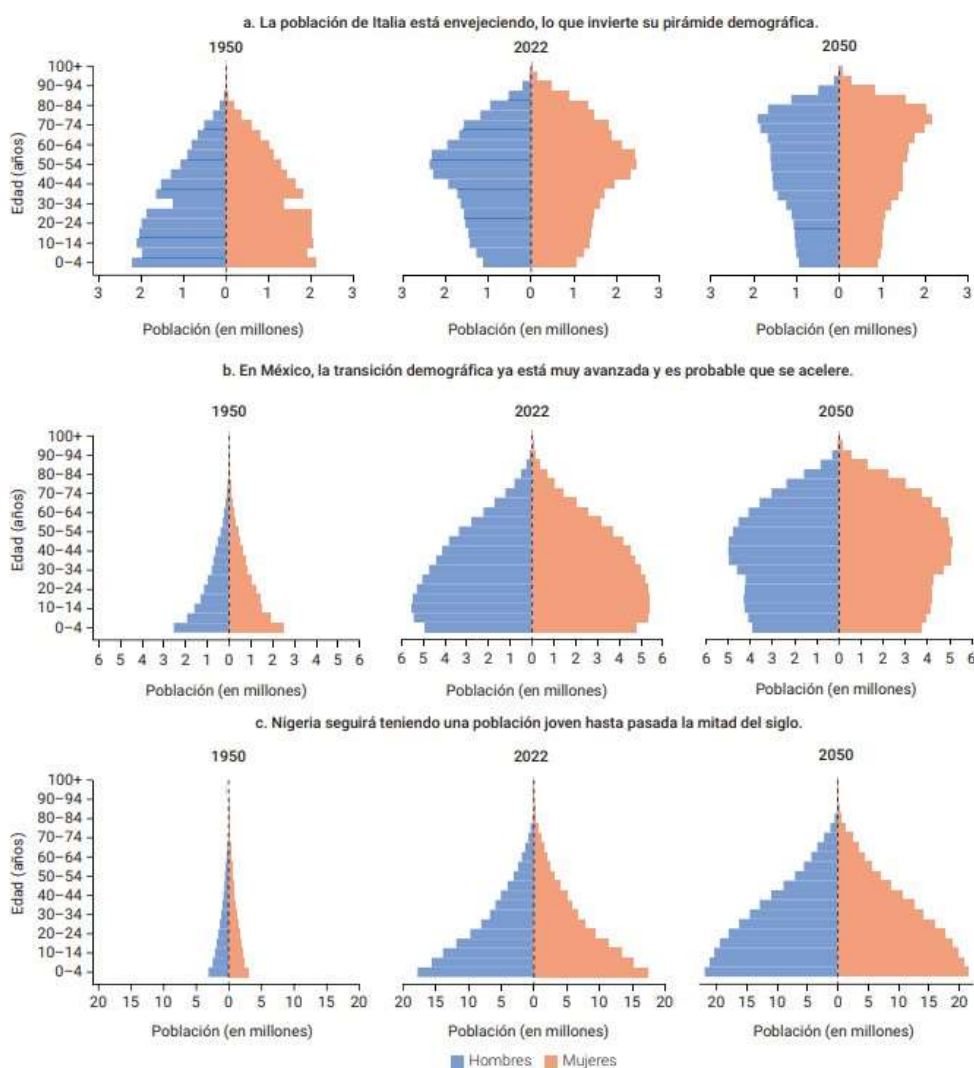 a. La población de Italia está envejeciendo, lo que invierte su pirámide demográfica.
1950 2022 2050
Edad (años)
100+
90–94
80–84
70–74
60–64
50–54
40–44
30–34
20–24
10–14
0–4
3 2 1 0 1 2 3
3 2 1 0 1 2 3
3 2 1 0 1 2 3
Población (en millones) Población (en millones) Población (en millones)
b. En México, la transición demográfica ya está muy avanzada y es probable que se acelere.
1950 2022 2050
Edad (años)
100+
90–94
80–84
70–74
60–64
50–54
40–44
30–34
20–24
10–14
0–4
6 5 4 3 2 1 0 1 2 3 4 5 6
6 5 4 3 2 1 0 1 2 3 4 5 6
6 5 4 3 2 1 0 1 2 3 4 5 6
Población (en millones) Población (en millones) Población (en millones)
c. Nigeria seguirá teniendo una población joven hasta pasada la mitad del siglo.
1950 2022 2050
Edad (años)
100+
90–94
80–84
70–74
60–64
50–54
40–44
30–34
20–24
10–14
0–4
20 15 10 5 0 5 10 15 20
20 15 10 5 0 5 10 15 20
20 15 10 5 0 5 10 15 20
Población (en millones) Población (en millones) Población (en millones)
Hombres Mujeres